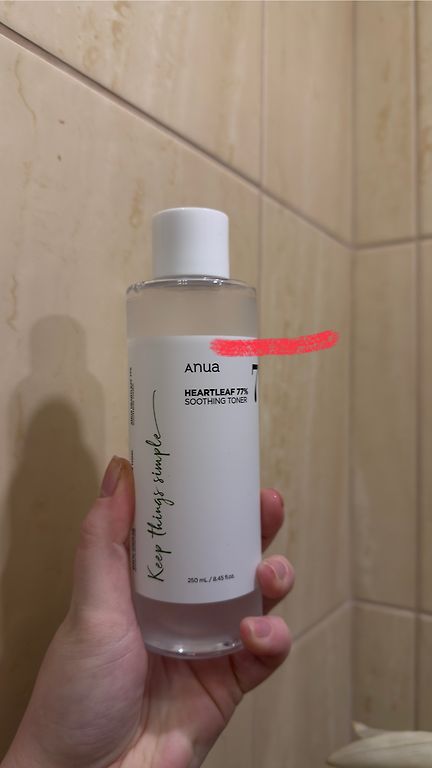 ANUA
HEARTLEAF 77%
SOOTHING TONER
Keep things simple
250 mL / 8.45 fl.oz.